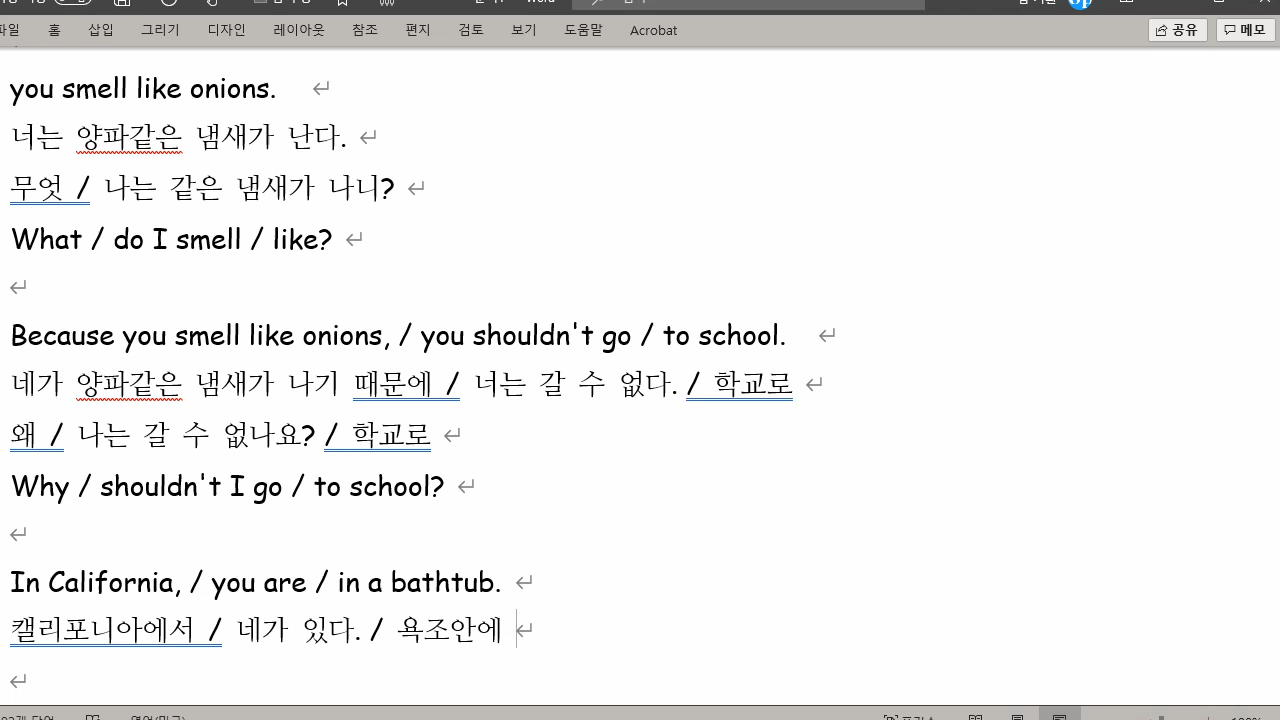 파일 홈 삽입 그리기 디자인 레이아웃 참조 편지 검토 보기 도움말 Acrobat 공유 메모
you smell like onions.
너는 양파같은 냄새가 난다.
무엇 / 나는 같은 냄새가 나니?
What / do I smell / like?
Because you smell like onions, / you shouldn't go / to school.
네가 양파같은 냄새가 나기 때문에 / 너는 갈 수 없다. / 학교로
왜 / 나는 갈 수 없나요? / 학교로
Why / shouldn't I go / to school?
In California, / you are / in a bathtub.
캘리포니아에서 / 네가 있다. / 욕조안에